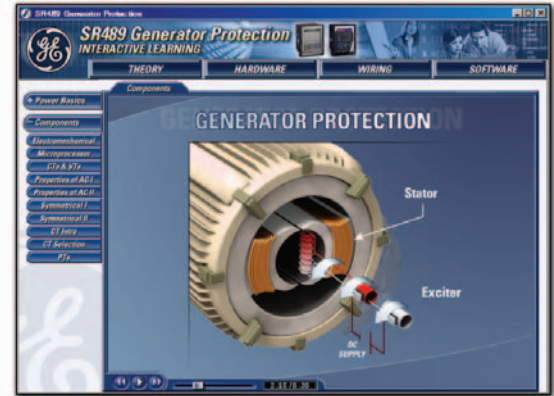 SR489 Generator Protection
SR489 Generator Protection
INTERACTIVE LEARNING
THEORY
HARDWARE
WIRING
SOFTWARE
Components
+ Power Basics
- Components
Electromechanical
Microprocessor
CTs & VTs
Properties of AC I
Properties of AC II
Symmetrical I
Symmetrical II
CT Intro
CT Selection
PTs
GENERATOR PROTECTION
Stator
Exciter
DC
SUPPLY